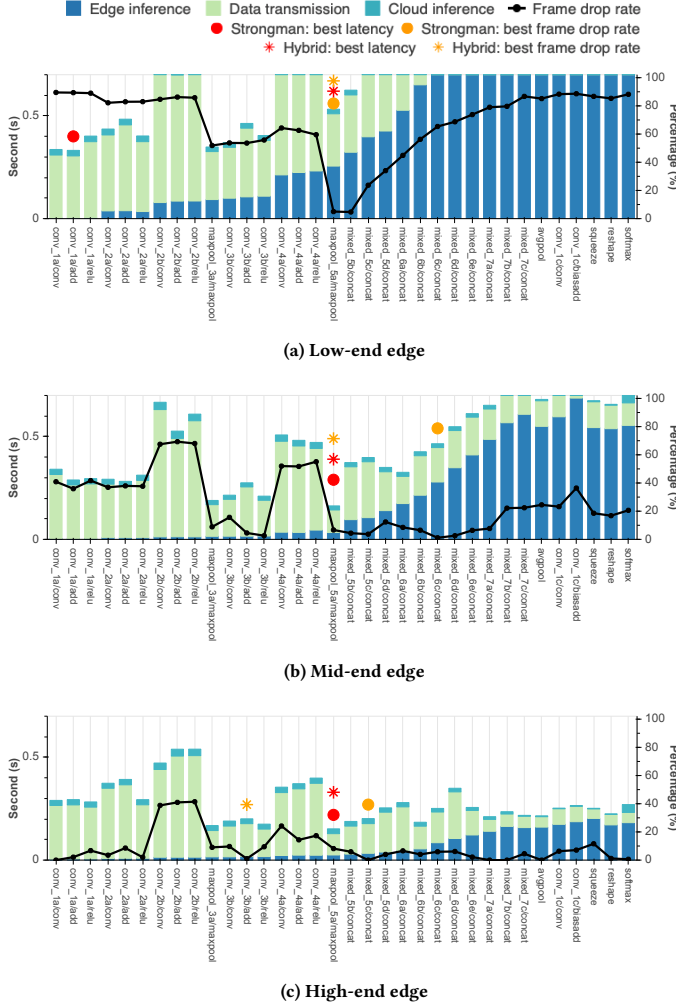 Edge inference Data transmission Cloud inference Frame drop rate
Strongman: best latency Strongman: best frame drop rate
Hybrid: best latency Hybrid: best frame drop rate
Second (s)
0.5
0
100
80
60
40
20
0
Percentage (%)
conv_1a/conv
conv_1a/add
conv_1a/relu
conv_2a/conv
conv_2a/add
conv_2a/relu
conv_2b/conv
conv_2b/add
conv_2b/relu
maxpool_3a/maxpool
conv_3b/conv
conv_3b/add
conv_3b/relu
conv_4a/conv
conv_4a/add
conv_4a/relu
maxpool_5a/maxpool
mixed_5b/concat
mixed_5c/concat
mixed_5d/concat
mixed_6a/concat
mixed_6b/concat
mixed_6c/concat
mixed_6d/concat
mixed_6e/concat
mixed_7a/concat
mixed_7b/concat
mixed_7c/concat
avgpool
conv_1c/conv
conv_1c/biasadd
squeeze
reshape
softmax
(a) Low-end edge
Second (s)
0.5
0
100
80
60
40
20
0
Percentage (%)
conv_1a/conv
conv_1a/add
conv_1a/relu
conv_2a/conv
conv_2a/add
conv_2a/relu
conv_2b/conv
conv_2b/add
conv_2b/relu
maxpool_3a/maxpool
conv_3b/conv
conv_3b/add
conv_3b/relu
conv_4a/conv
conv_4a/add
conv_4a/relu
maxpool_5a/maxpool
mixed_5b/concat
mixed_5c/concat
mixed_5d/concat
mixed_6a/concat
mixed_6b/concat
mixed_6c/concat
mixed_6d/concat
mixed_6e/concat
mixed_7a/concat
mixed_7b/concat
mixed_7c/concat
avgpool
conv_1c/conv
conv_1c/biasadd
squeeze
reshape
softmax
(b) Mid-end edge
Second (s)
0.5
0
100
80
60
40
20
0
Percentage (%)
conv_1a/conv
conv_1a/add
conv_1a/relu
conv_2a/conv
conv_2a/add
conv_2a/relu
conv_2b/conv
conv_2b/add
conv_2b/relu
maxpool_3a/maxpool
conv_3b/conv
conv_3b/add
conv_3b/relu
conv_4a/conv
conv_4a/add
conv_4a/relu
maxpool_5a/maxpool
mixed_5b/concat
mixed_5c/concat
mixed_5d/concat
mixed_6a/concat
mixed_6b/concat
mixed_6c/concat
mixed_6d/concat
mixed_6e/concat
mixed_7a/concat
mixed_7b/concat
mixed_7c/concat
avgpool
conv_1c/conv
conv_1c/biasadd
squeeze
reshape
softmax
(c) High-end edge